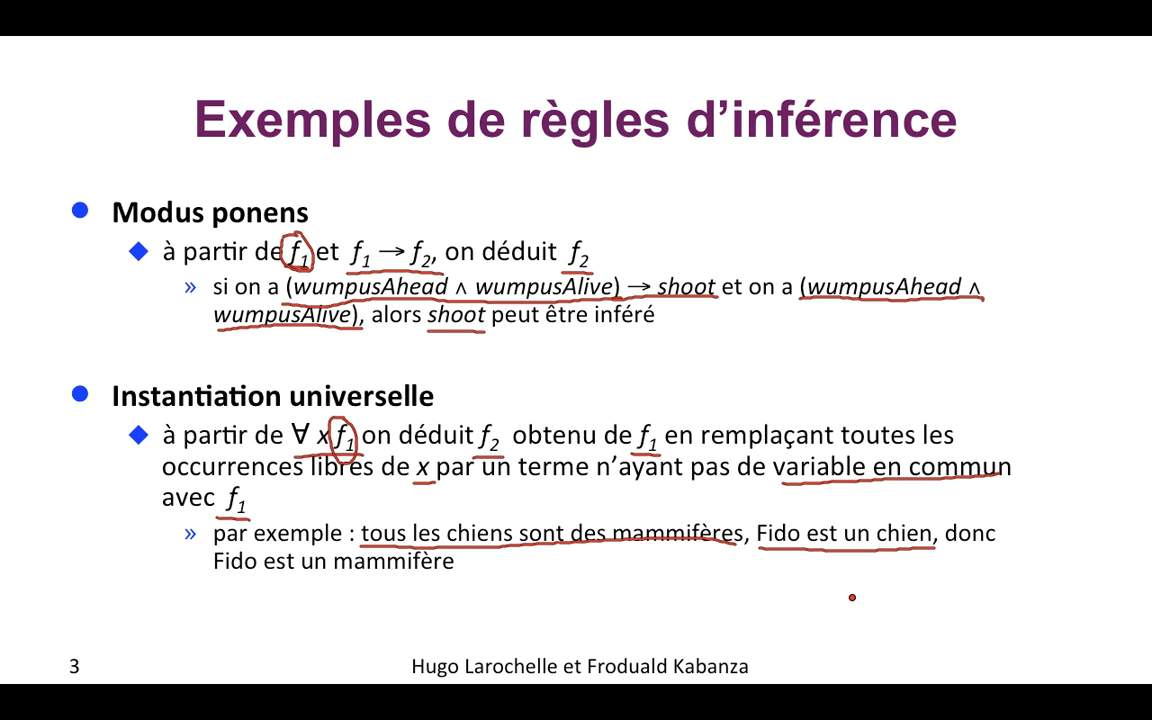 Exemples de règles d’inférence
● Modus ponens
◆ à partir de f₁ et f₁ → f₂, on déduit f₂
» si on a (wumpusAhead ∧ wumpusAlive) → shoot et on a (wumpusAhead ∧
wumpusAlive), alors shoot peut être inféré
● Instantiation universelle
◆ à partir de ∀ x f₁ on déduit f₂ obtenu de f₁ en remplaçant toutes les
occurrences libres de x par un terme n’ayant pas de variable en commun
avec f₁
» par exemple : tous les chiens sont des mammifères, Fido est un chien, donc
Fido est un mammifère
3 Hugo Larochelle et Froduald Kabanza